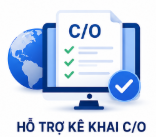 C/O
HỖ TRỢ KÊ KHAI C/O